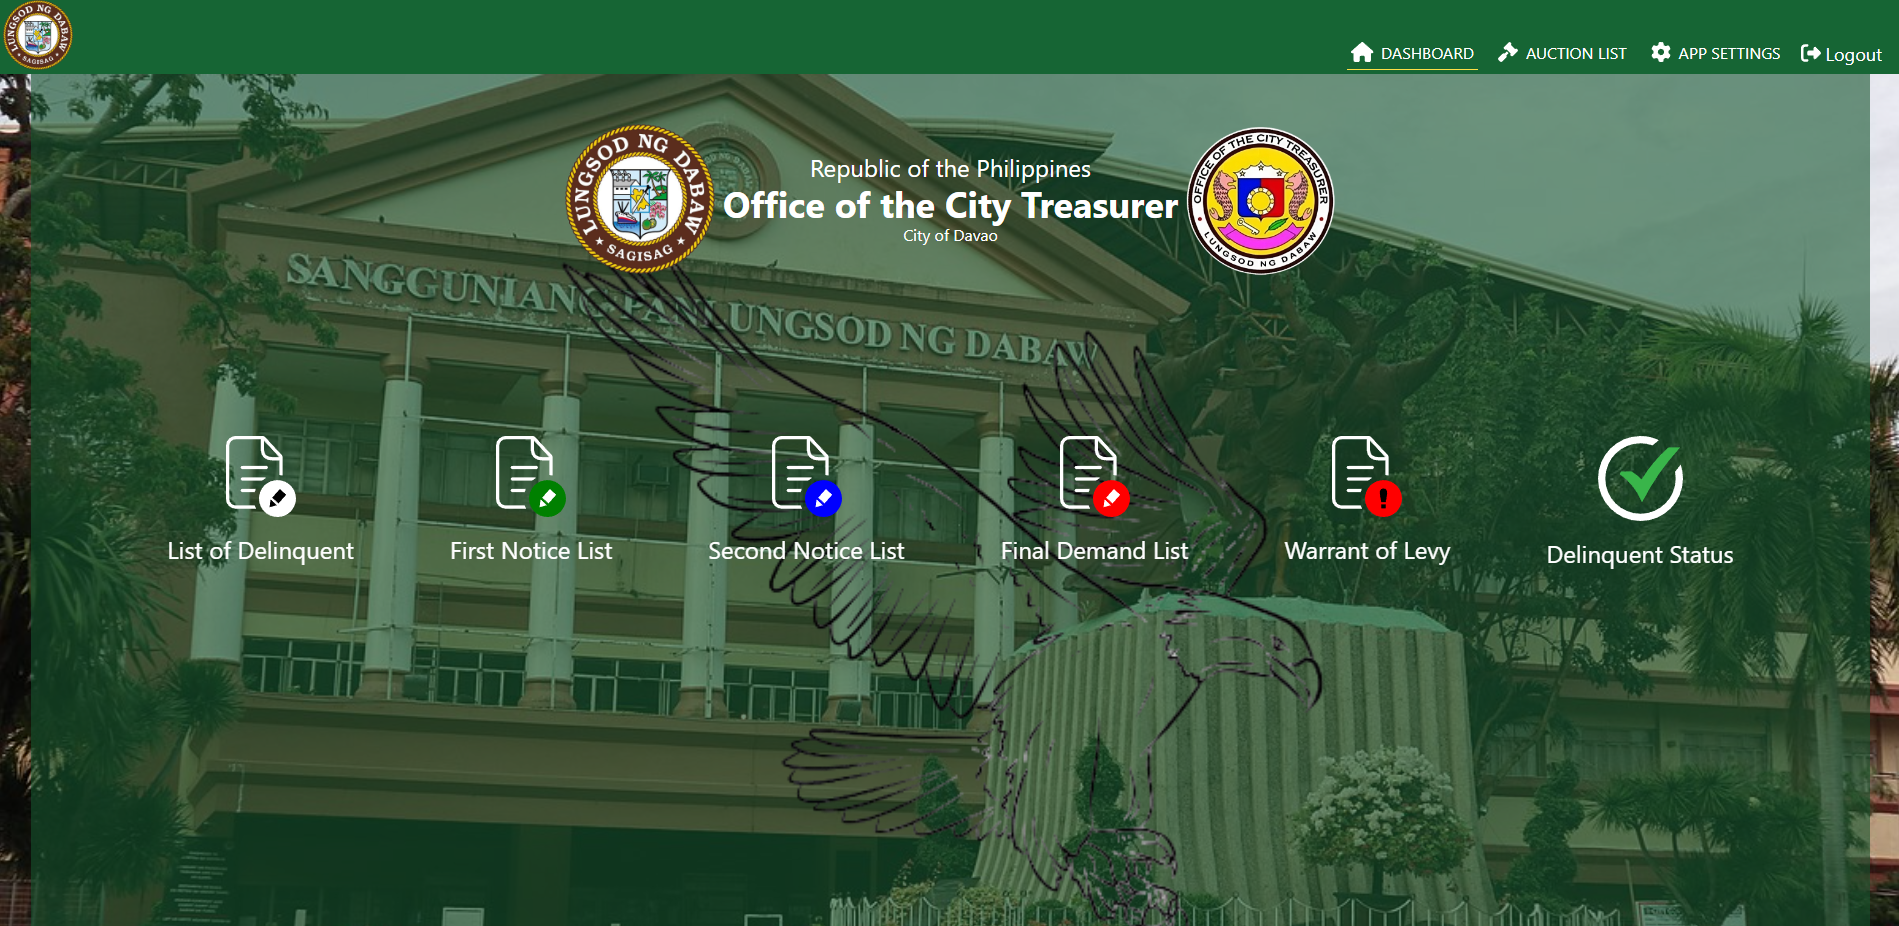 LUNGSOD NG DABAW
SAGISAG
DASHBOARD
AUCTION LIST
APP SETTINGS
Logout
LUNGSOD NG DABAW
SAGISAG
Republic of the Philippines
Office of the City Treasurer
City of Davao
OFFICE OF THE CITY TREASURER
LUNGSOD NG DABAW
SANGGUNIANG PANLUNGSOD NG DABAW
List of Delinquent
First Notice List
Second Notice List
Final Demand List
Warrant of Levy
Delinquent Status